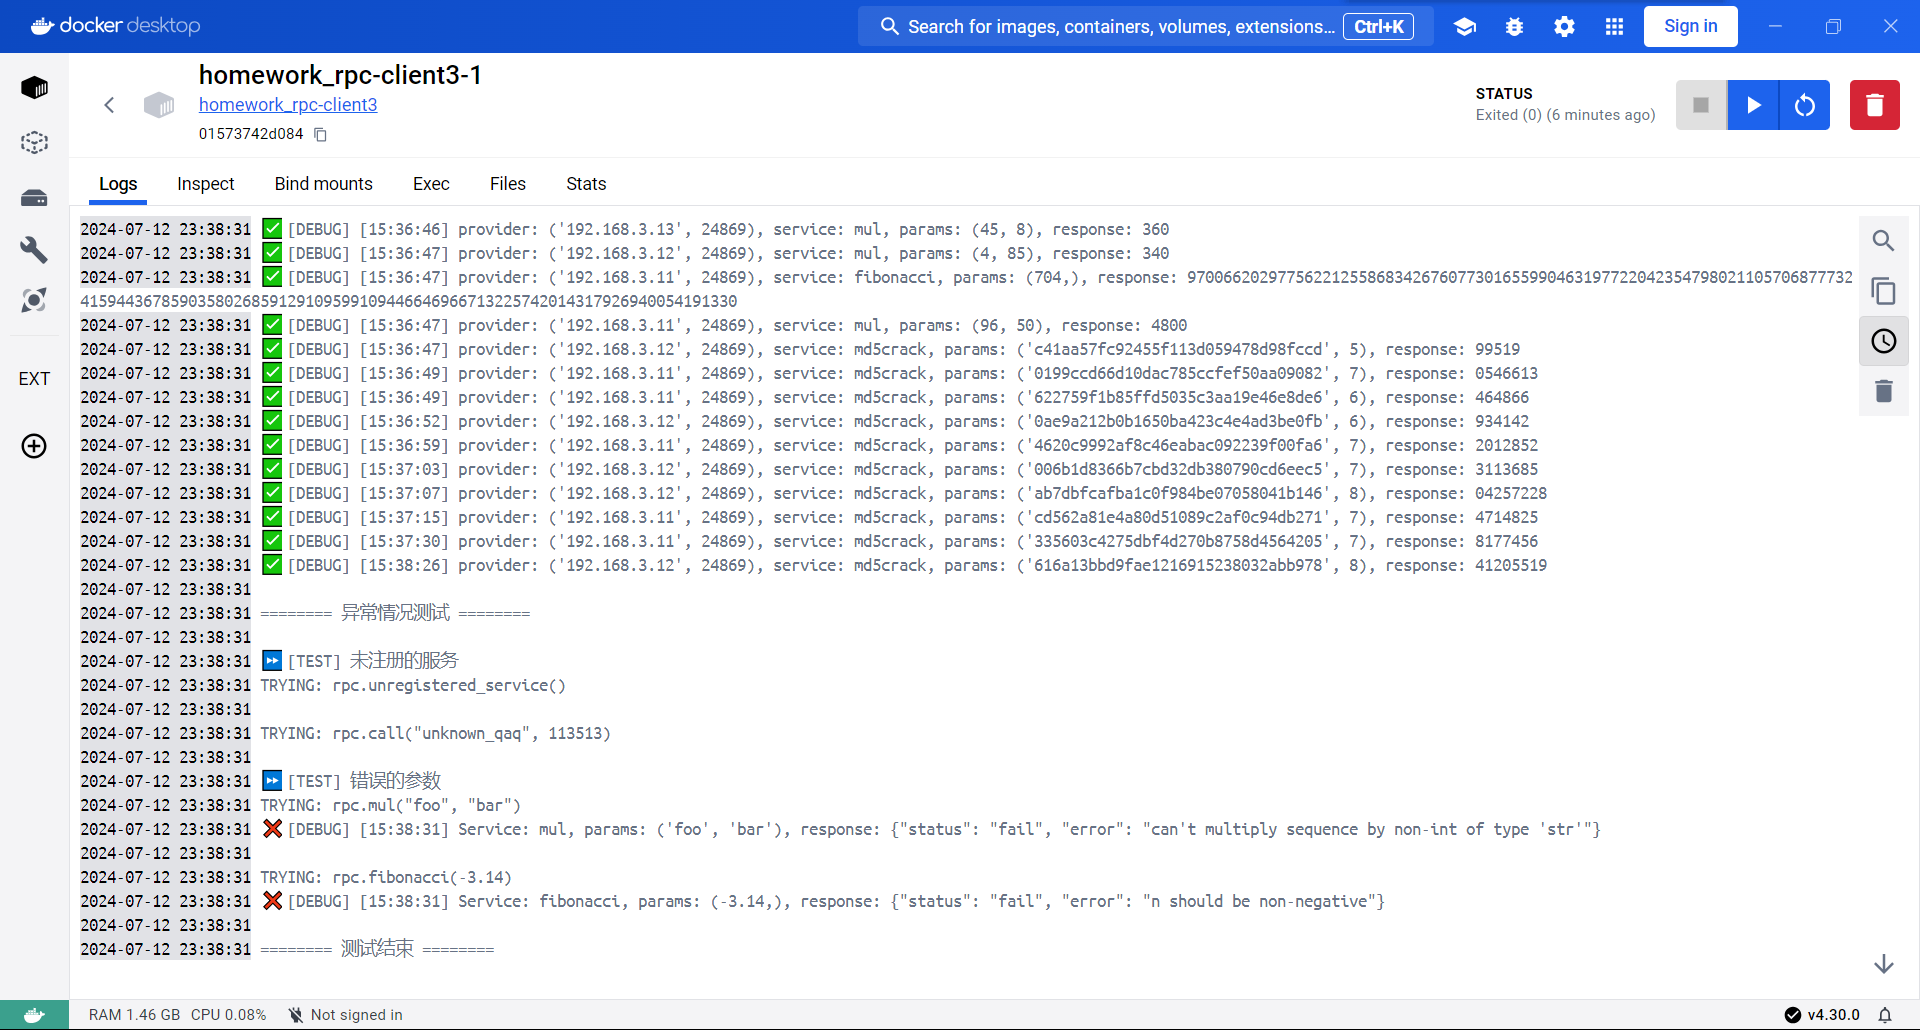 docker desktop
Search for images, containers, volumes, extensions... Ctrl+K
Sign in
homework_rpc-client3-1
homework_rpc-client3
01573742d084
STATUS
Exited (0) (6 minutes ago)
Logs Inspect Bind mounts Exec Files Stats
EXT
2024-07-12 23:38:31 ✅ [DEBUG] [15:36:46] provider: ('192.168.3.13', 24869), service: mul, params: (45, 8), response: 360
2024-07-12 23:38:31 ✅ [DEBUG] [15:36:47] provider: ('192.168.3.12', 24869), service: mul, params: (4, 85), response: 340
2024-07-12 23:38:31 ✅ [DEBUG] [15:36:47] provider: ('192.168.3.11', 24869), service: fibonacci, params: (704,), response: 97006620297756221255868342676077301655990463197722042354798021105706877732
4159443678590358026859129109599109446646966713225742014317926940054191330
2024-07-12 23:38:31 ✅ [DEBUG] [15:36:47] provider: ('192.168.3.11', 24869), service: mul, params: (96, 50), response: 4800
2024-07-12 23:38:31 ✅ [DEBUG] [15:36:47] provider: ('192.168.3.12', 24869), service: md5crack, params: ('c41aa57fc92455f113d059478d98fccd', 5), response: 99519
2024-07-12 23:38:31 ✅ [DEBUG] [15:36:49] provider: ('192.168.3.11', 24869), service: md5crack, params: ('0199ccd66d10dac785ccfef50aa09082', 7), response: 0546613
2024-07-12 23:38:31 ✅ [DEBUG] [15:36:49] provider: ('192.168.3.11', 24869), service: md5crack, params: ('622759f1b85ffd5035c3aa19e46e8de6', 6), response: 464866
2024-07-12 23:38:31 ✅ [DEBUG] [15:36:52] provider: ('192.168.3.12', 24869), service: md5crack, params: ('0ae9a212b0b1650ba423c4e4ad3be0fb', 6), response: 934142
2024-07-12 23:38:31 ✅ [DEBUG] [15:36:59] provider: ('192.168.3.11', 24869), service: md5crack, params: ('4620c9992af8c46eabac092239f00fa6', 7), response: 2012852
2024-07-12 23:38:31 ✅ [DEBUG] [15:37:03] provider: ('192.168.3.12', 24869), service: md5crack, params: ('006b1d8366b7cbd32db380790cd6eec5', 7), response: 3113685
2024-07-12 23:38:31 ✅ [DEBUG] [15:37:07] provider: ('192.168.3.12', 24869), service: md5crack, params: ('ab7dbfcafba1c0f984be07058041b146', 8), response: 04257228
2024-07-12 23:38:31 ✅ [DEBUG] [15:37:15] provider: ('192.168.3.11', 24869), service: md5crack, params: ('cd562a81e4a80d51089c2af0c94db271', 7), response: 4714825
2024-07-12 23:38:31 ✅ [DEBUG] [15:37:30] provider: ('192.168.3.11', 24869), service: md5crack, params: ('335603c4275dbf4d270b8758d4564205', 7), response: 8177456
2024-07-12 23:38:31 ✅ [DEBUG] [15:38:26] provider: ('192.168.3.12', 24869), service: md5crack, params: ('616a13bbd9fae1216915238032abb978', 8), response: 41205519
2024-07-12 23:38:31
2024-07-12 23:38:31 ======== 异常情况测试 ========
2024-07-12 23:38:31
2024-07-12 23:38:31 ⏩ [TEST] 未注册的服务
2024-07-12 23:38:31 TRYING: rpc.unregistered_service()
2024-07-12 23:38:31
2024-07-12 23:38:31 TRYING: rpc.call("unknown_qaq", 113513)
2024-07-12 23:38:31
2024-07-12 23:38:31 ⏩ [TEST] 错误的参数
2024-07-12 23:38:31 TRYING: rpc.mul("foo", "bar")
2024-07-12 23:38:31 ❌ [DEBUG] [15:38:31] Service: mul, params: ('foo', 'bar'), response: {"status": "fail", "error": "can't multiply sequence by non-int of type 'str'"}
2024-07-12 23:38:31
2024-07-12 23:38:31 TRYING: rpc.fibonacci(-3.14)
2024-07-12 23:38:31 ❌ [DEBUG] [15:38:31] Service: fibonacci, params: (-3.14,), response: {"status": "fail", "error": "n should be non-negative"}
2024-07-12 23:38:31
2024-07-12 23:38:31 ======== 测试结束 ========
RAM 1.46 GB CPU 0.08% Not signed in
v4.30.0